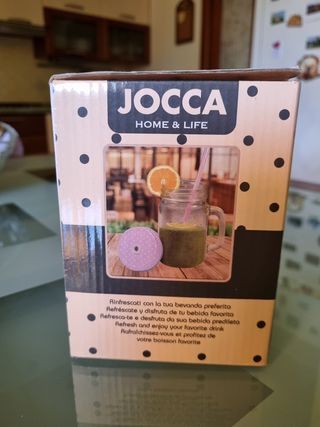 JOCCA
HOME & LIFE
Rinfrescati con la tua bevanda preferita
Refréscate y disfruta de tu bebida favorita
Refresca-te e desfruta da sua bebida predileta
Refresh and enjoy your favorite drink
Rafraîchissez-vous et profitez de
votre boisson favorite